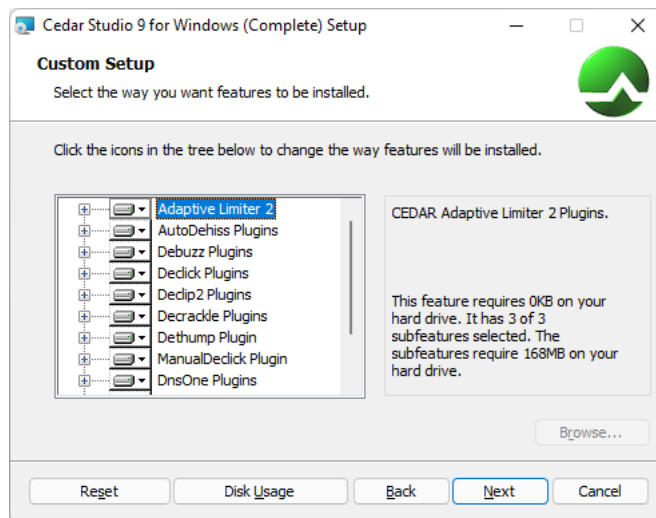 Cedar Studio 9 for Windows (Complete) Setup
Custom Setup
Select the way you want features to be installed.
Click the icons in the tree below to change the way features will be installed.
Adaptive Limiter 2
AutoDehiss Plugins
Debuzz Plugins
Declick Plugins
Declip2 Plugins
Decrackle Plugins
Dethump Plugin
ManualDeclick Plugin
DnsOne Plugins
CEDAR Adaptive Limiter 2 Plugins.
This feature requires 0KB on your
hard drive. It has 3 of 3
subfeatures selected. The
subfeatures require 168MB on your
hard drive.
Browse...
Reset
Disk Usage
Back
Next
Cancel